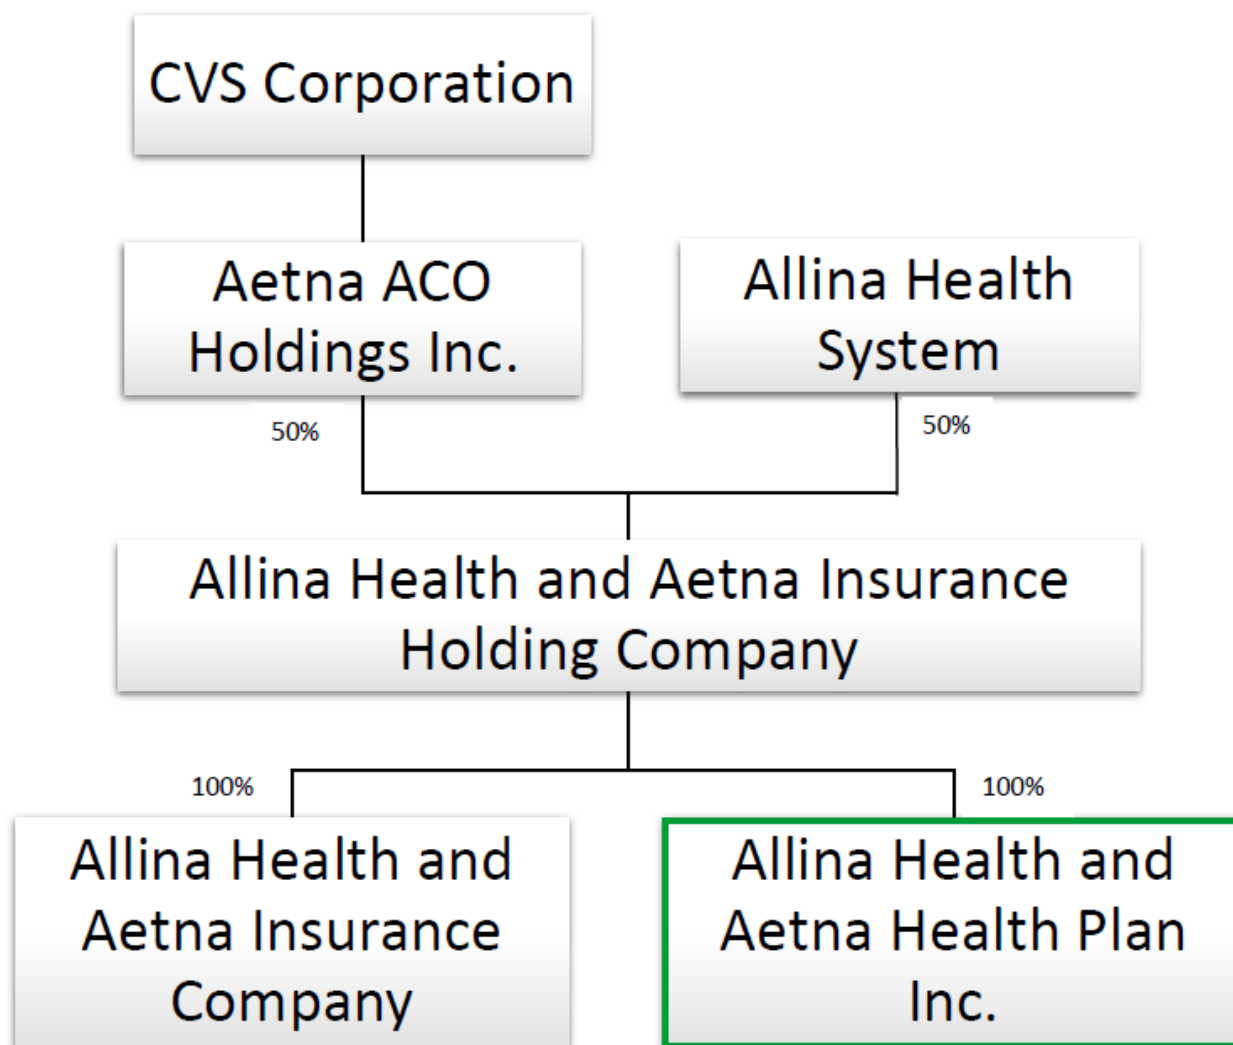 CVS Corporation
Aetna ACO
Holdings Inc.
Allina Health
System
50%
50%
Allina Health and Aetna Insurance
Holding Company
100%
100%
Allina Health and
Aetna Insurance
Company
Allina Health and
Aetna Health Plan
Inc.